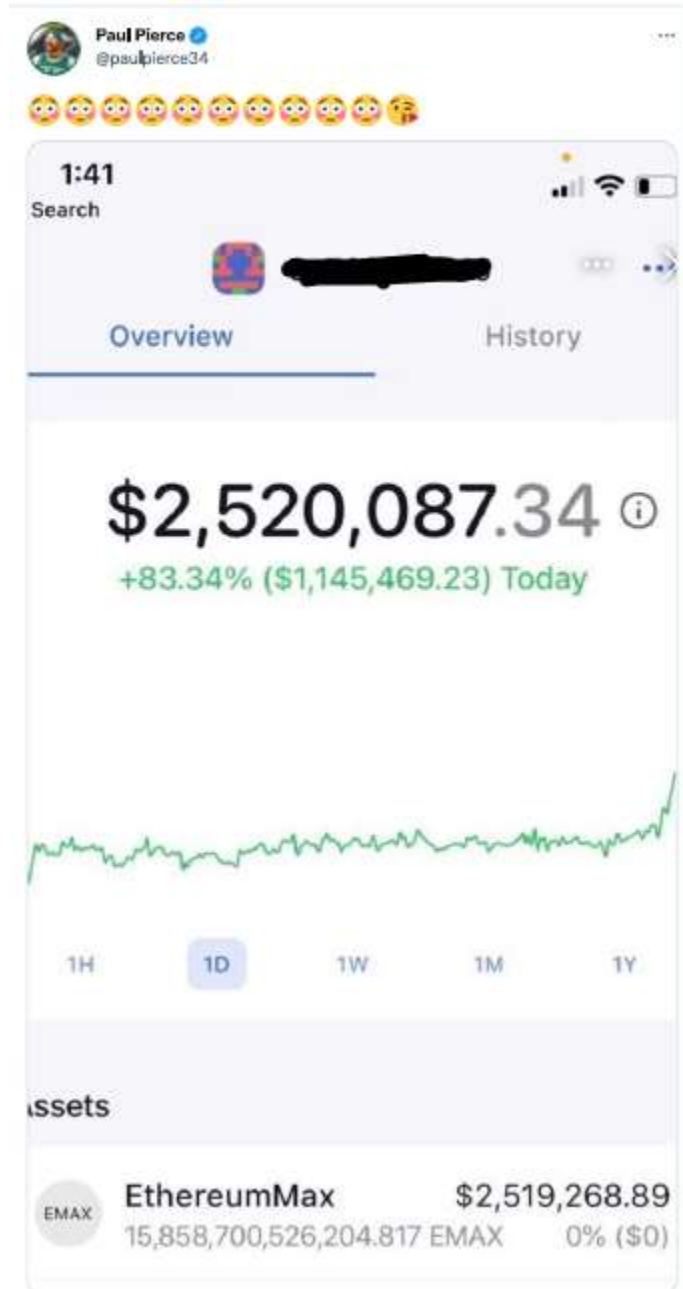 Paul Pierce
@paulpierce34
1:41
Search
Overview History
$2,520,087.34
+83.34% ($1,145,469.23) Today
1H 1D 1W 1M 1Y
ssets
EMAX
EthereumMax $2,519,268.89
15,858,700,526,204.817 EMAX 0% ($0)